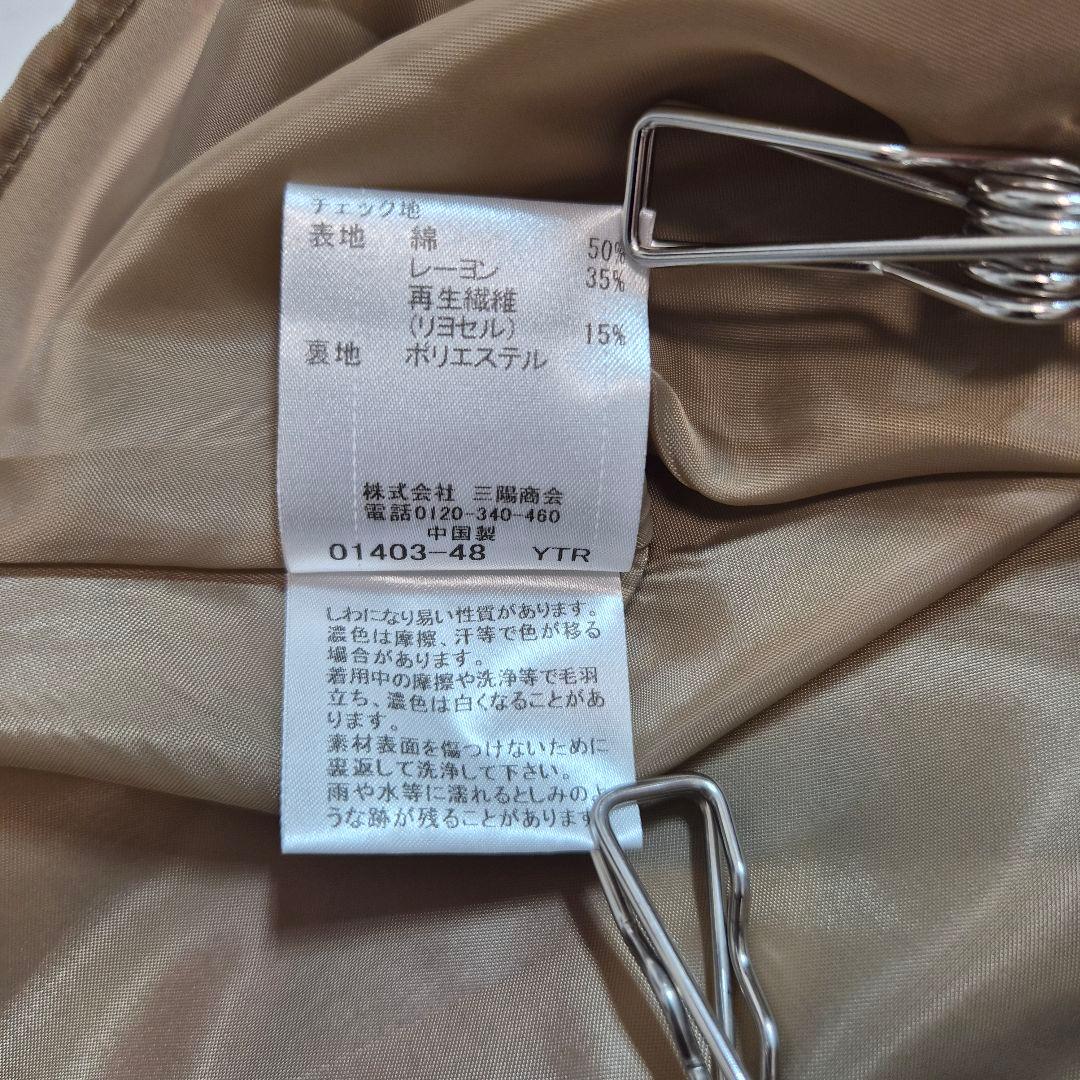 チェック地
表地 綿 50%
レーヨン 35%
再生繊維
(リヨセル) 15%
裏地 ポリエステル
株式会社 三陽商会
電話0120-340-460
中国製
01403-48 YTR
しわになり易い性質があります。
濃色は摩擦、汗等で色が移る
場合があります。
着用中の摩擦や洗浄等で毛羽
立ち、濃色は白くなることがあ
ります。
素材表面を傷つけないために
裏返して洗浄して下さい。
雨や水等に濡れるとしみのよ
うな跡が残ることがあります